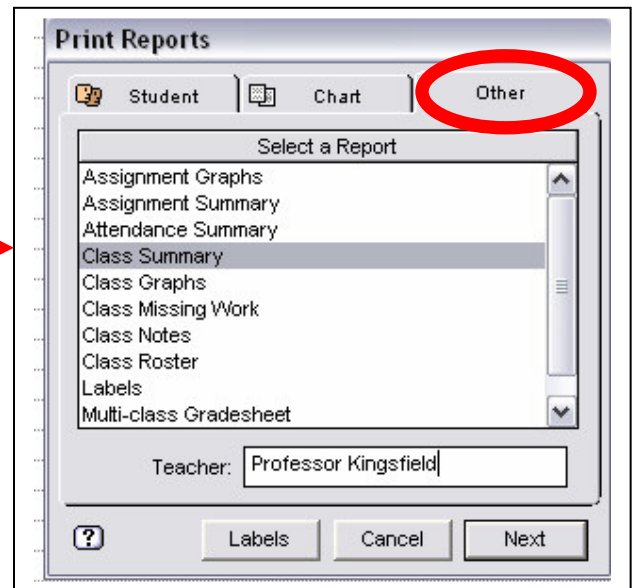 Print Reports
Student Chart Other
Select a Report
Assignment Graphs
Assignment Summary
Attendance Summary
Class Summary
Class Graphs
Class Missing Work
Class Notes
Class Roster
Labels
Multi-class Gradesheet
Teacher: Professor Kingsfield
? Labels Cancel Next